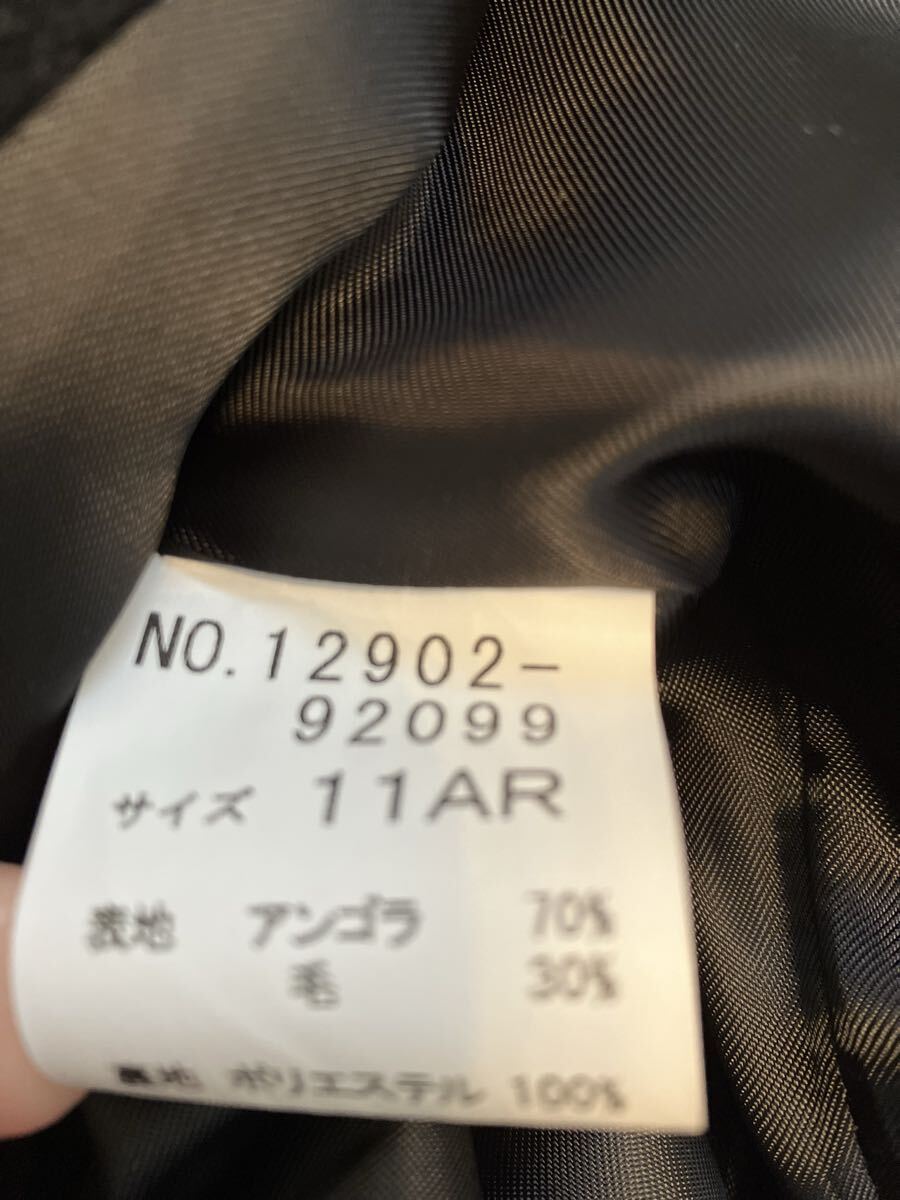 NO.12902-
92099
サイズ 11AR
表地 アンゴラ 70%
毛 30%
裏地 ポリエステル 100%